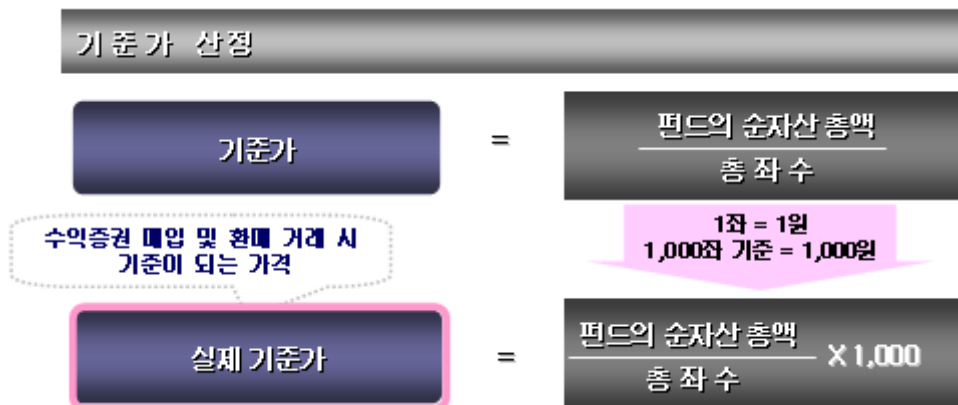 기준가 산정
기준가
=
펀드의 순자산 총액
총 좌 수
수익증권 매입 및 환매 거래 시
기준이 되는 가격
1좌 = 1원
1,000좌 기준 = 1,000원
실제 기준가
=
펀드의 순자산 총액
총 좌 수
X 1,000